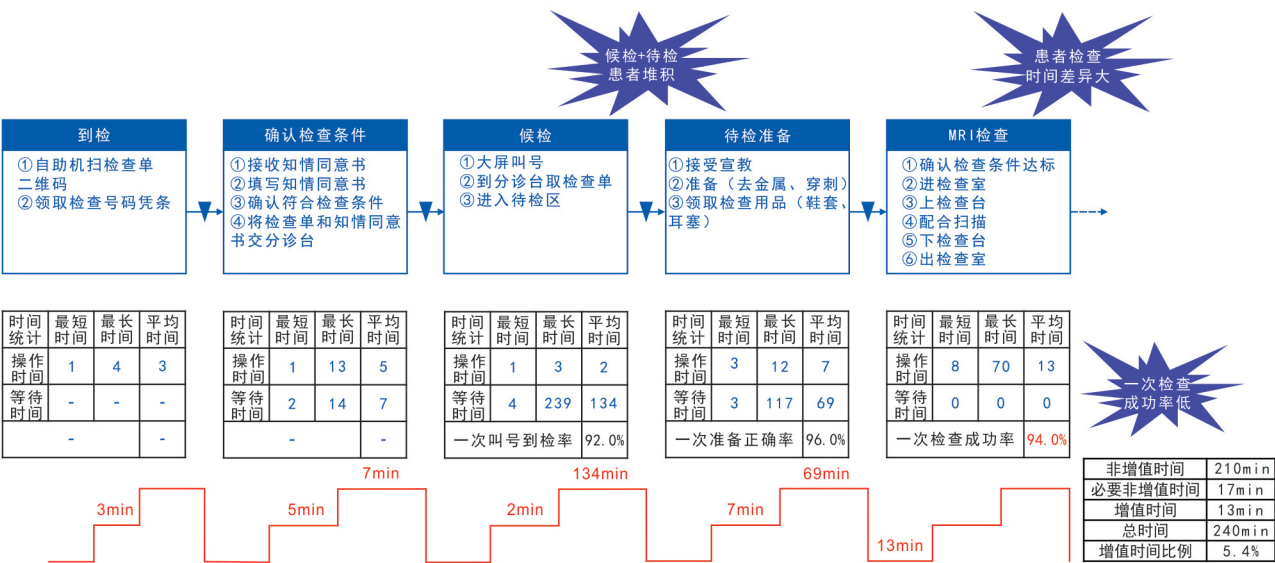 候检+待检
患者堆积
患者检查
时间差异大
到检
①自助机扫检查单
二维码
②领取检查号码凭条
确认检查条件
①接收知情同意书
②填写知情同意书
③确认符合检查条件
④将检查单和知情同意
书交分诊台
候检
①大屏叫号
②到分诊台取检查单
③进入待检区
待检准备
①接受宣教
②准备（去金属、穿刺）
③领取检查用品（鞋套、
耳塞）
MRI检查
①确认检查条件达标
②进检查室
③上检查台
④配合扫描
⑤下检查台
⑥出检查室
时间统计 最短时间 最长时间 平均时间
操作时间 1 4 3
等待时间 - - -
- -
时间统计 最短时间 最长时间 平均时间
操作时间 1 13 5
等待时间 2 14 7
- -
时间统计 最短时间 最长时间 平均时间
操作时间 1 3 2
等待时间 4 239 134
一次叫号到检率 92.0%
时间统计 最短时间 最长时间 平均时间
操作时间 3 12 7
等待时间 3 117 69
一次准备正确率 96.0%
时间统计 最短时间 最长时间 平均时间
操作时间 8 70 13
等待时间 0 0 0
一次检查成功率 94.0%
一次检查
成功率低
3min
5min
7min
2min
134min
7min
69min
13min
非增值时间 210min
必要非增值时间 17min
增值时间 13min
总时间 240min
增值时间比例 5.4%